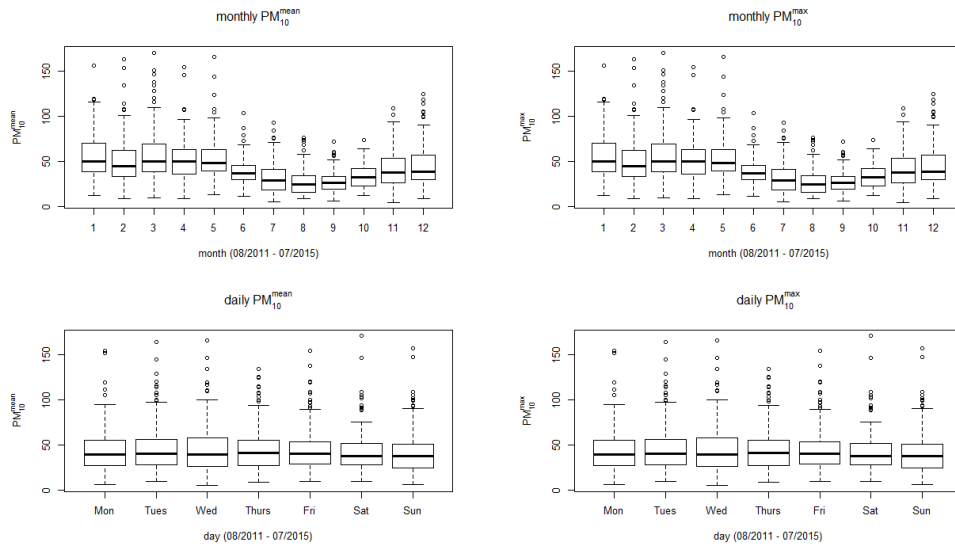 monthly PM₁₀ᵐᵉᵃⁿ
PM₁₀ᵐᵉᵃⁿ
150
100
50
0
1 2 3 4 5 6 7 8 9 10 11 12
month (08/2011 - 07/2015)
monthly PM₁₀ᵐᵃˣ
PM₁₀ᵐᵃˣ
150
100
50
0
1 2 3 4 5 6 7 8 9 10 11 12
month (08/2011 - 07/2015)
daily PM₁₀ᵐᵉᵃⁿ
PM₁₀ᵐᵉᵃⁿ
150
100
50
0
Mon Tues Wed Thurs Fri Sat Sun
day (08/2011 - 07/2015)
daily PM₁₀ᵐᵃˣ
PM₁₀ᵐᵃˣ
150
100
50
0
Mon Tues Wed Thurs Fri Sat Sun
day (08/2011 - 07/2015)